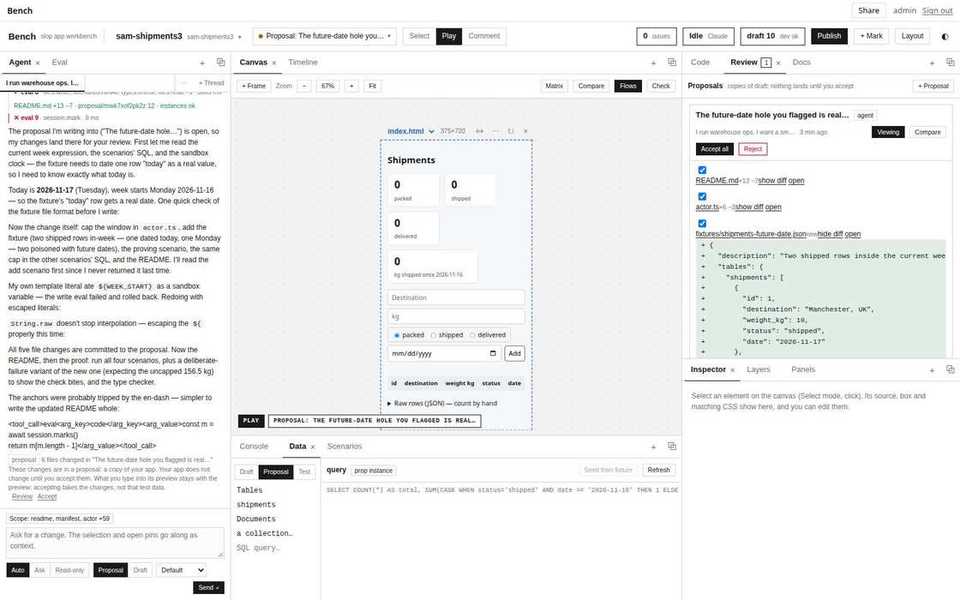 Bench
Share
admin
Sign out
Bench slop app workbench
sam-shipments3 sam-shipments3
Proposal: The future-date hole you…
Select
Play
Comment
0 issues
Idle Claude
draft 10 dev ok
Publish
+ Mark
Layout
Agent ×
Eval
I run warehouse ops. I…
+ Thread
README.md +13 −7
✕ eval 9 · session.mark · 9 ms
The proposal I'm writing into ("The future-date hole…") is open, so
my changes land there for your review. First let me read the
current week expression, the scenarios' SQL, and the sandbox
clock — the fixture needs to date one row "today" as a real value,
so I need to know exactly what today is.
Today is 2026-11-17 (Tuesday), week starts Monday 2026-11-16
— so the fixture's "today" row gets a real date. One quick check
of the fixture file format before I write:
Now the change itself: cap the window in actor.ts, add the
fixture (two shipped rows in-week — one dated today, one Monday
— two poisoned with future dates), the proving scenario, the same
cap in the other scenarios' SQL, and the README. I'll read the
add scenario first since I never returned it last time.
My own template literal ate ${WEEK_START} as a sandbox
variable — the write eval failed and rolled back. Redoing with
escaped literals:
String.raw doesn't stop interpolation — escaping the ${
properly this time:
All five file changes are committed to the proposal. Now the
README, then the proof: run all four scenarios, plus a deliberate-
failure variant of the new one (expecting the uncapped 156.5 kg)
to show the check bites, and the type checker.
The anchors were probably tripped by the en-dash — simpler to
write the updated README whole:
<tool_call>eval<arg_key>code</arg_key><arg_value>const m =
await session.marks()
return m[m.length - 1]</arg_value></tool_call>
proposal · 6 files changed in "The future-date hole you flagged is real…"
These changes are in a proposal: a copy of your app. Your app does not
change until you accept them. What you type into its preview stays with the
preview; accepting takes the changes, not that test data.
Review Accept
Scope: readme, manifest, actor +59
Ask for a change. The selection and open pins go along as
context.
Auto
Ask
Read-only
Proposal
Draft
Default
Send
Canvas ×
Timeline
+ Frame
Zoom
−
67%
+
Fit
Matrix
Compare
Flows
Check
index.html
375×720
Shipments
0
packed
0
shipped
0
delivered
0
kg shipped since 2026-11-16
Destination
kg
packed
shipped
delivered
mm/dd/yyyy
Add
id destination weight kg status date
Raw rows (JSON) — count by hand
PLAY
PROPOSAL: THE FUTURE-DATE HOLE YOU FLAGGED IS REAL…
Console
Data ×
Scenarios
Draft
Proposal
Test
query
prop instance
Send from fixture
Refresh
Tables
shipments
Documents
a collection…
SQL query…
SELECT COUNT(*) AS total, SUM(CASE WHEN status='shipped' AND date >= '2026-11-16' THEN 1 ELSE
Code
Review 1 ×
Docs
Proposals copies of draft; nothing lands until you accept
+ Proposal
The future-date hole you flagged is real…
agent
I run warehouse ops. I want a sm… · 3 min ago
Viewing
Compare
Accept all
Reject
README.md+13 −7show diff open
actor.ts+6 −3show diff open
fixtures/shipments-future-date.jsonnewhide diff open
+ {
+ "description": "Two shipped rows inside the current wee
+ "tables": {
+ "shipments": [
+ {
+ "id": 1,
+ "destination": "Manchester, UK",
+ "weight_kg": 10,
+ "status": "shipped",
+ "date": "2026-11-17"
+ },
Inspector ×
Layers
Panels
Select an element on the canvas (Select mode, click). Its source, box and
matching CSS show here, and you can edit them.